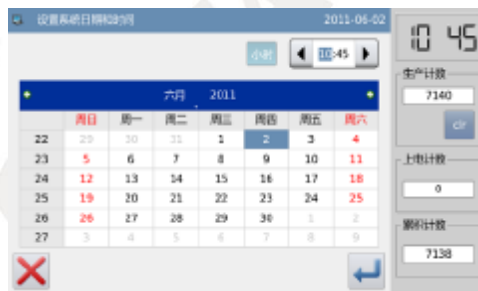 设置系统日期和时间 2011-06-02
小时 10:45
六月 2011
周日 周一 周二 周三 周四 周五 周六
22 29 30 31 1 2 3 4
23 5 6 7 8 9 10 11
24 12 13 14 15 16 17 18
25 19 20 21 22 23 24 25
26 26 27 28 29 30 1 2
27 3 4 5 6 7 8 9
10 45
生产计数
7140
clr
上电计数
0
累积计数
7138